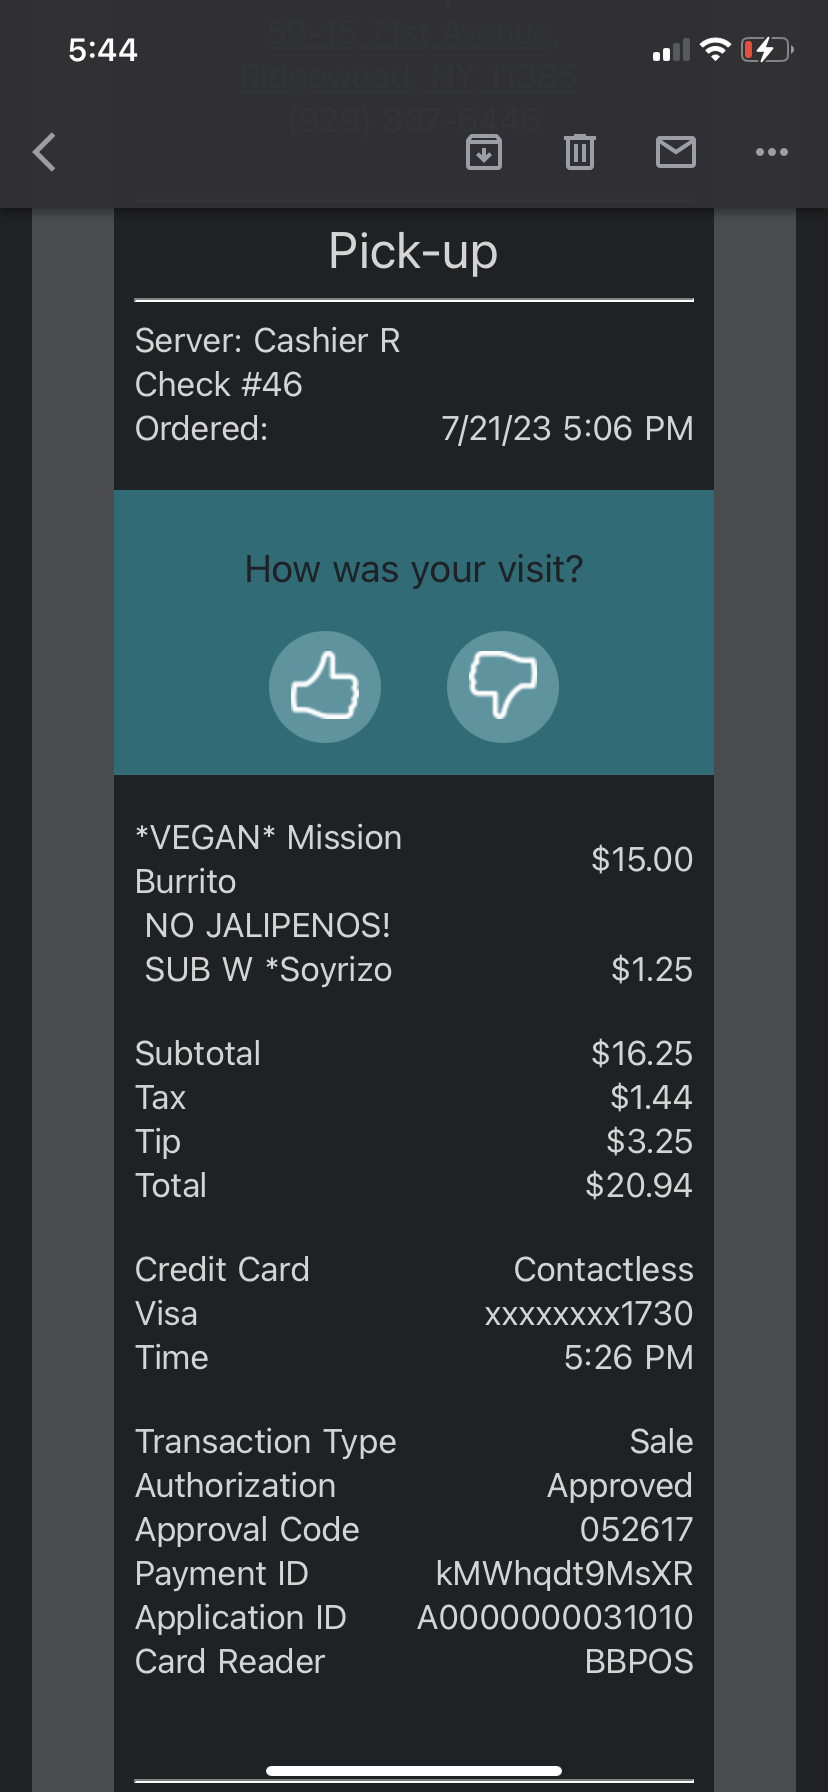 5:44
59-15 71st Avenue,
Ridgewood, NY 11385
(929) 337-6446
Pick-up
Server: Cashier R
Check #46
Ordered: 7/21/23 5:06 PM
How was your visit?
*VEGAN* Mission
Burrito $15.00
NO JALIPENOS!
SUB W *Soyrizo $1.25
Subtotal $16.25
Tax $1.44
Tip $3.25
Total $20.94
Credit Card Contactless
Visa xxxxxxxx1730
Time 5:26 PM
Transaction Type Sale
Authorization Approved
Approval Code 052617
Payment ID kMWhqdt9MsXR
Application ID A0000000031010
Card Reader BBPOS